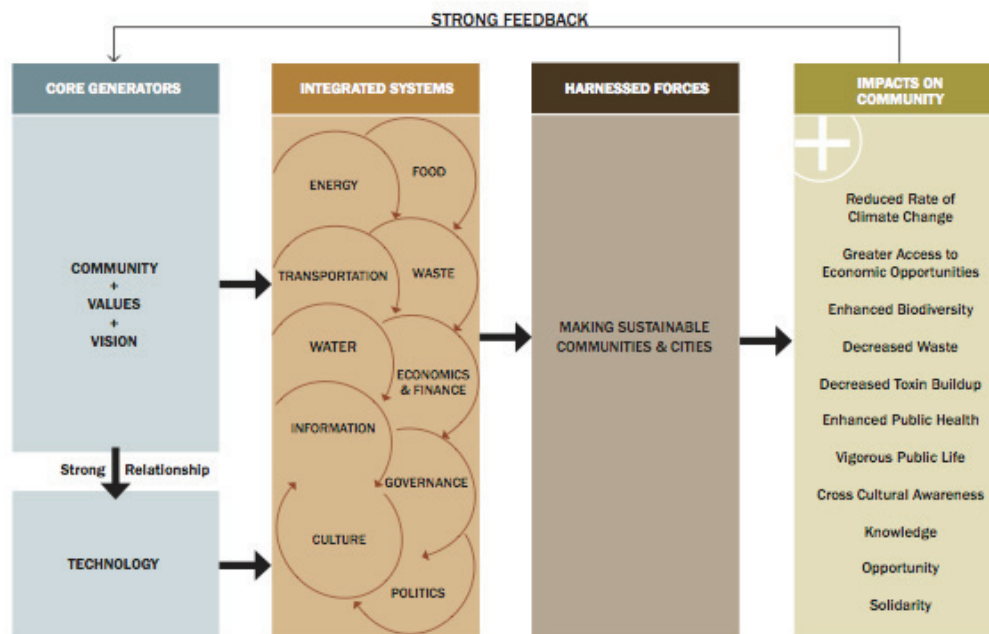 STRONG FEEDBACK
CORE GENERATORS
COMMUNITY
+
VALUES
+
VISION
Strong Relationship
TECHNOLOGY
INTEGRATED SYSTEMS
FOOD
ENERGY
TRANSPORTATION
WASTE
WATER
ECONOMICS
& FINANCE
INFORMATION
GOVERNANCE
CULTURE
POLITICS
HARNESSED FORCES
MAKING SUSTAINABLE
COMMUNITIES & CITIES
IMPACTS ON
COMMUNITY
+
Reduced Rate of
Climate Change
Greater Access to
Economic Opportunities
Enhanced Biodiversity
Decreased Waste
Decreased Toxin Buildup
Enhanced Public Health
Vigorous Public Life
Cross Cultural Awareness
Knowledge
Opportunity
Solidarity